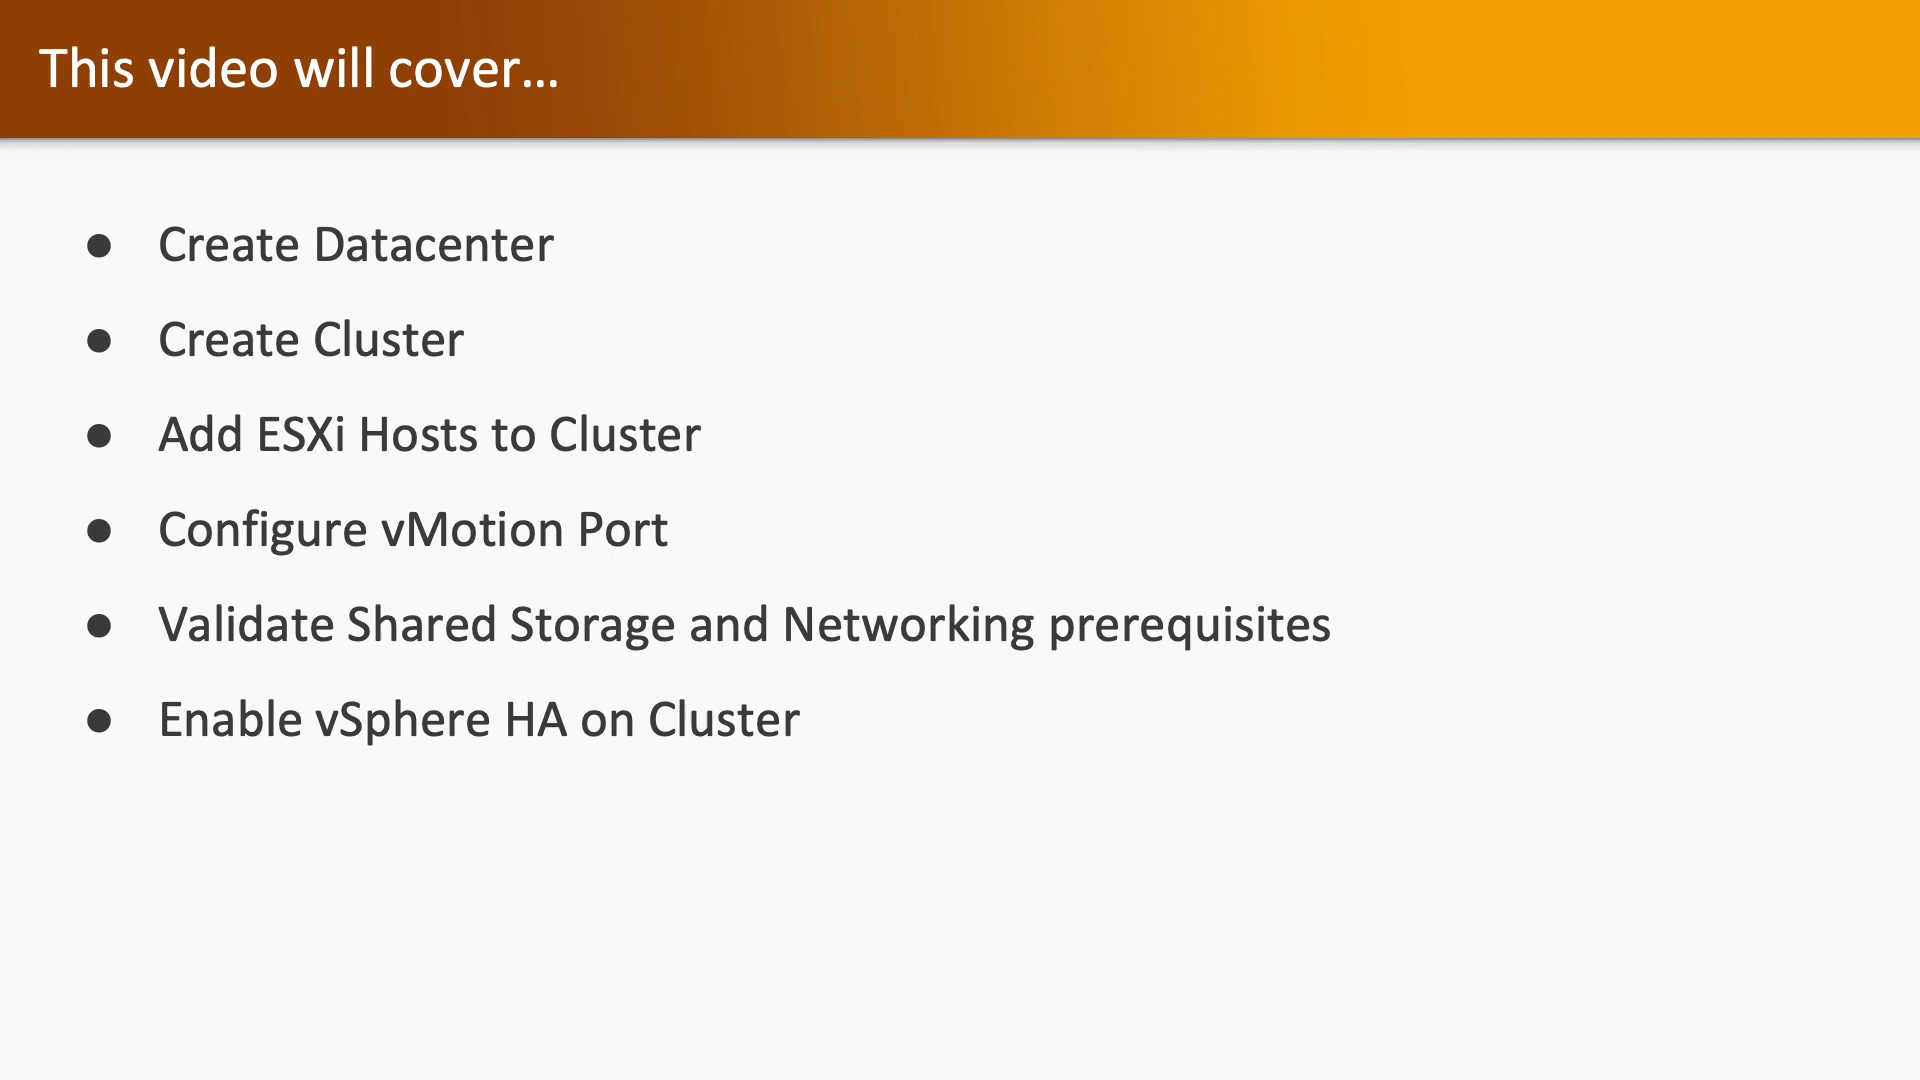 This video will cover...
● Create Datacenter
● Create Cluster
● Add ESXi Hosts to Cluster
● Configure vMotion Port
● Validate Shared Storage and Networking prerequisites
● Enable vSphere HA on Cluster